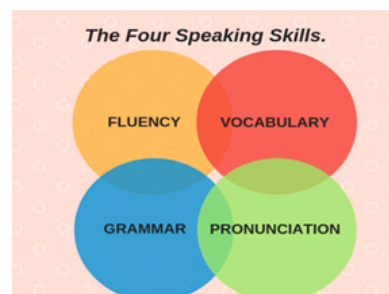 The Four Speaking Skills.
FLUENCY VOCABULARY
GRAMMAR PRONUNCIATION